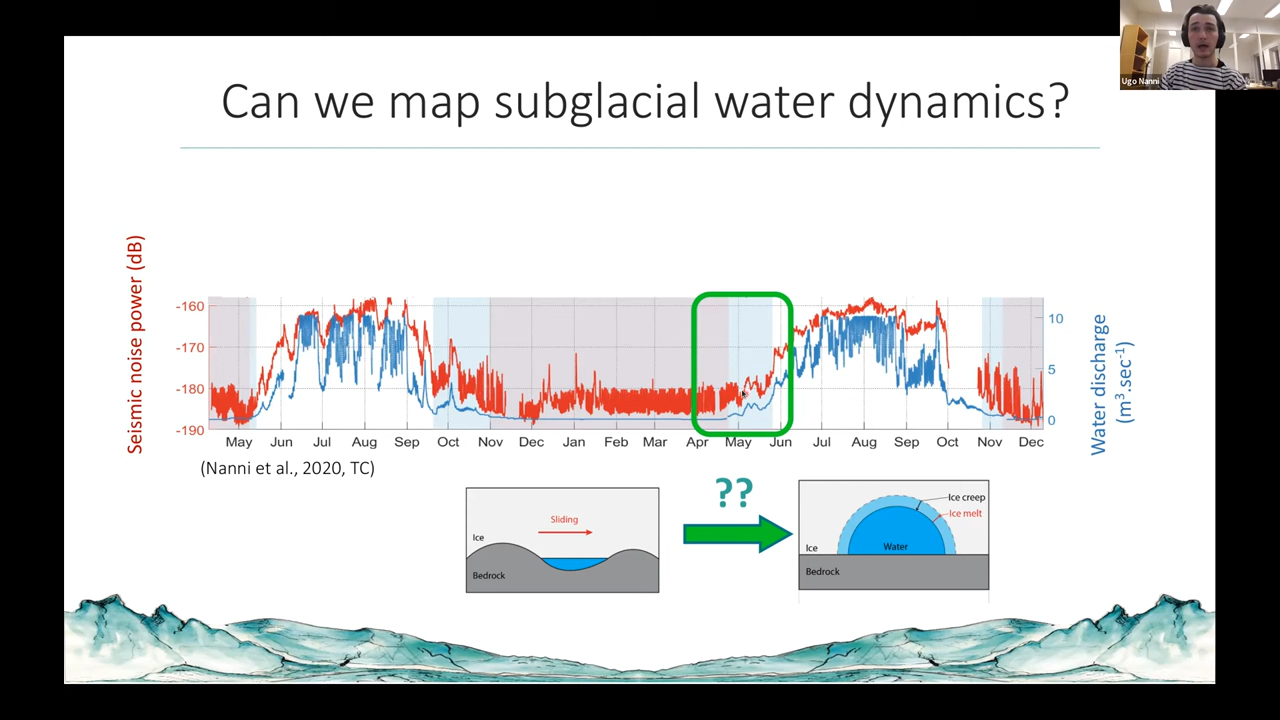 Ugo Nanni
Can we map subglacial water dynamics?
Seismic noise power (dB)
-160
-170
-180
-190
10
5
0
Water discharge
(m³.sec⁻¹)
May Jun Jul Aug Sep Oct Nov Dec Jan Feb Mar Apr May Jun Jul Aug Sep Oct Nov Dec
(Nanni et al., 2020, TC)
??
Sliding
Ice
Bedrock
Ice creep
Ice melt
Water
Ice
Bedrock